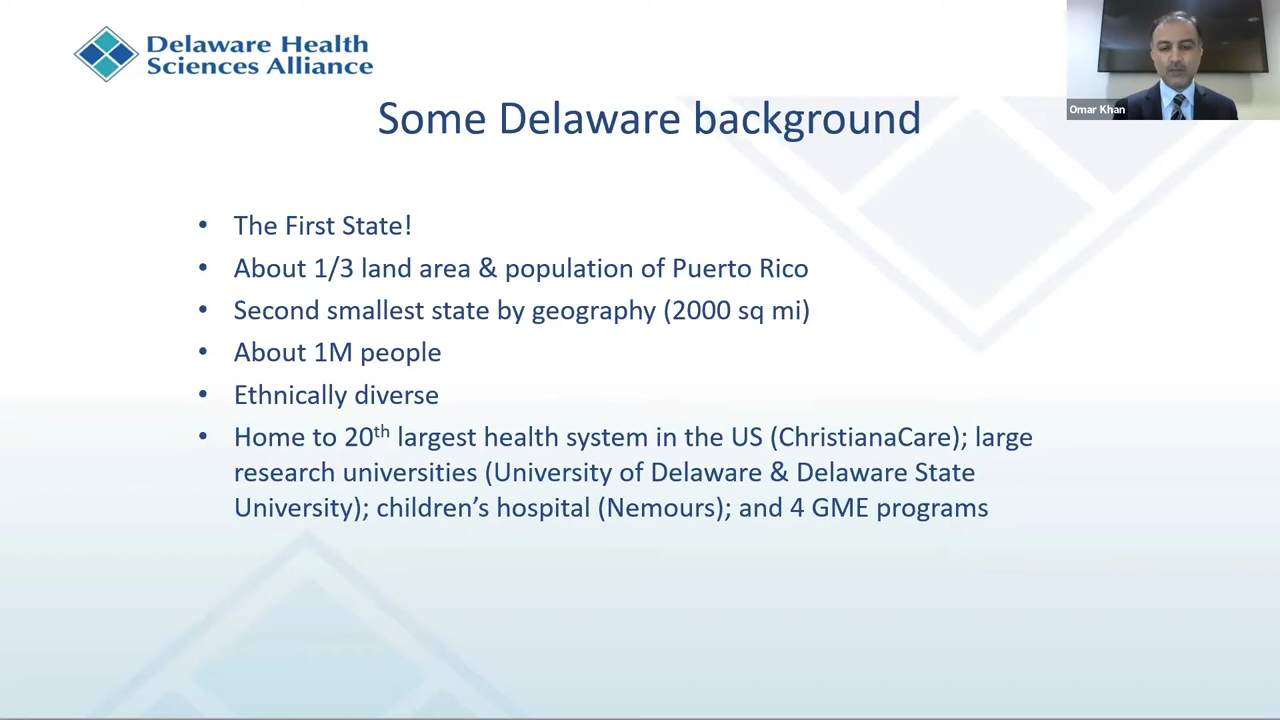 Delaware Health
Sciences Alliance
Omar Khan
Some Delaware background
• The First State!
• About 1/3 land area & population of Puerto Rico
• Second smallest state by geography (2000 sq mi)
• About 1M people
• Ethnically diverse
• Home to 20th largest health system in the US (ChristianaCare); large
research universities (University of Delaware & Delaware State
University); children’s hospital (Nemours); and 4 GME programs